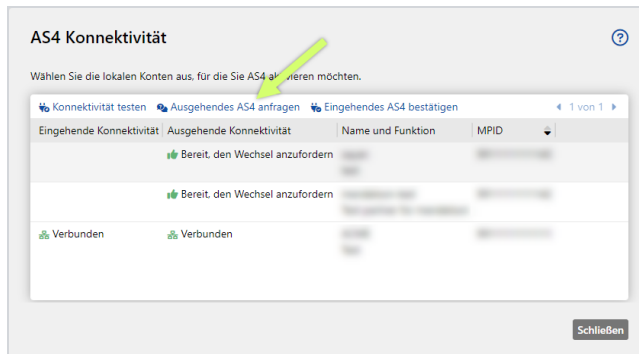 AS4 Konnektivität
Wählen Sie die lokalen Konten aus, für die Sie AS4 aktivieren möchten.
Konnektivität testen Ausgehendes AS4 anfragen Eingehendes AS4 bestätigen 1 von 1
Eingehende Konnektivität Ausgehende Konnektivität Name und Funktion MPID
Bereit, den Wechsel anzufordern
Bereit, den Wechsel anzufordern
Verbunden Verbunden
Schließen